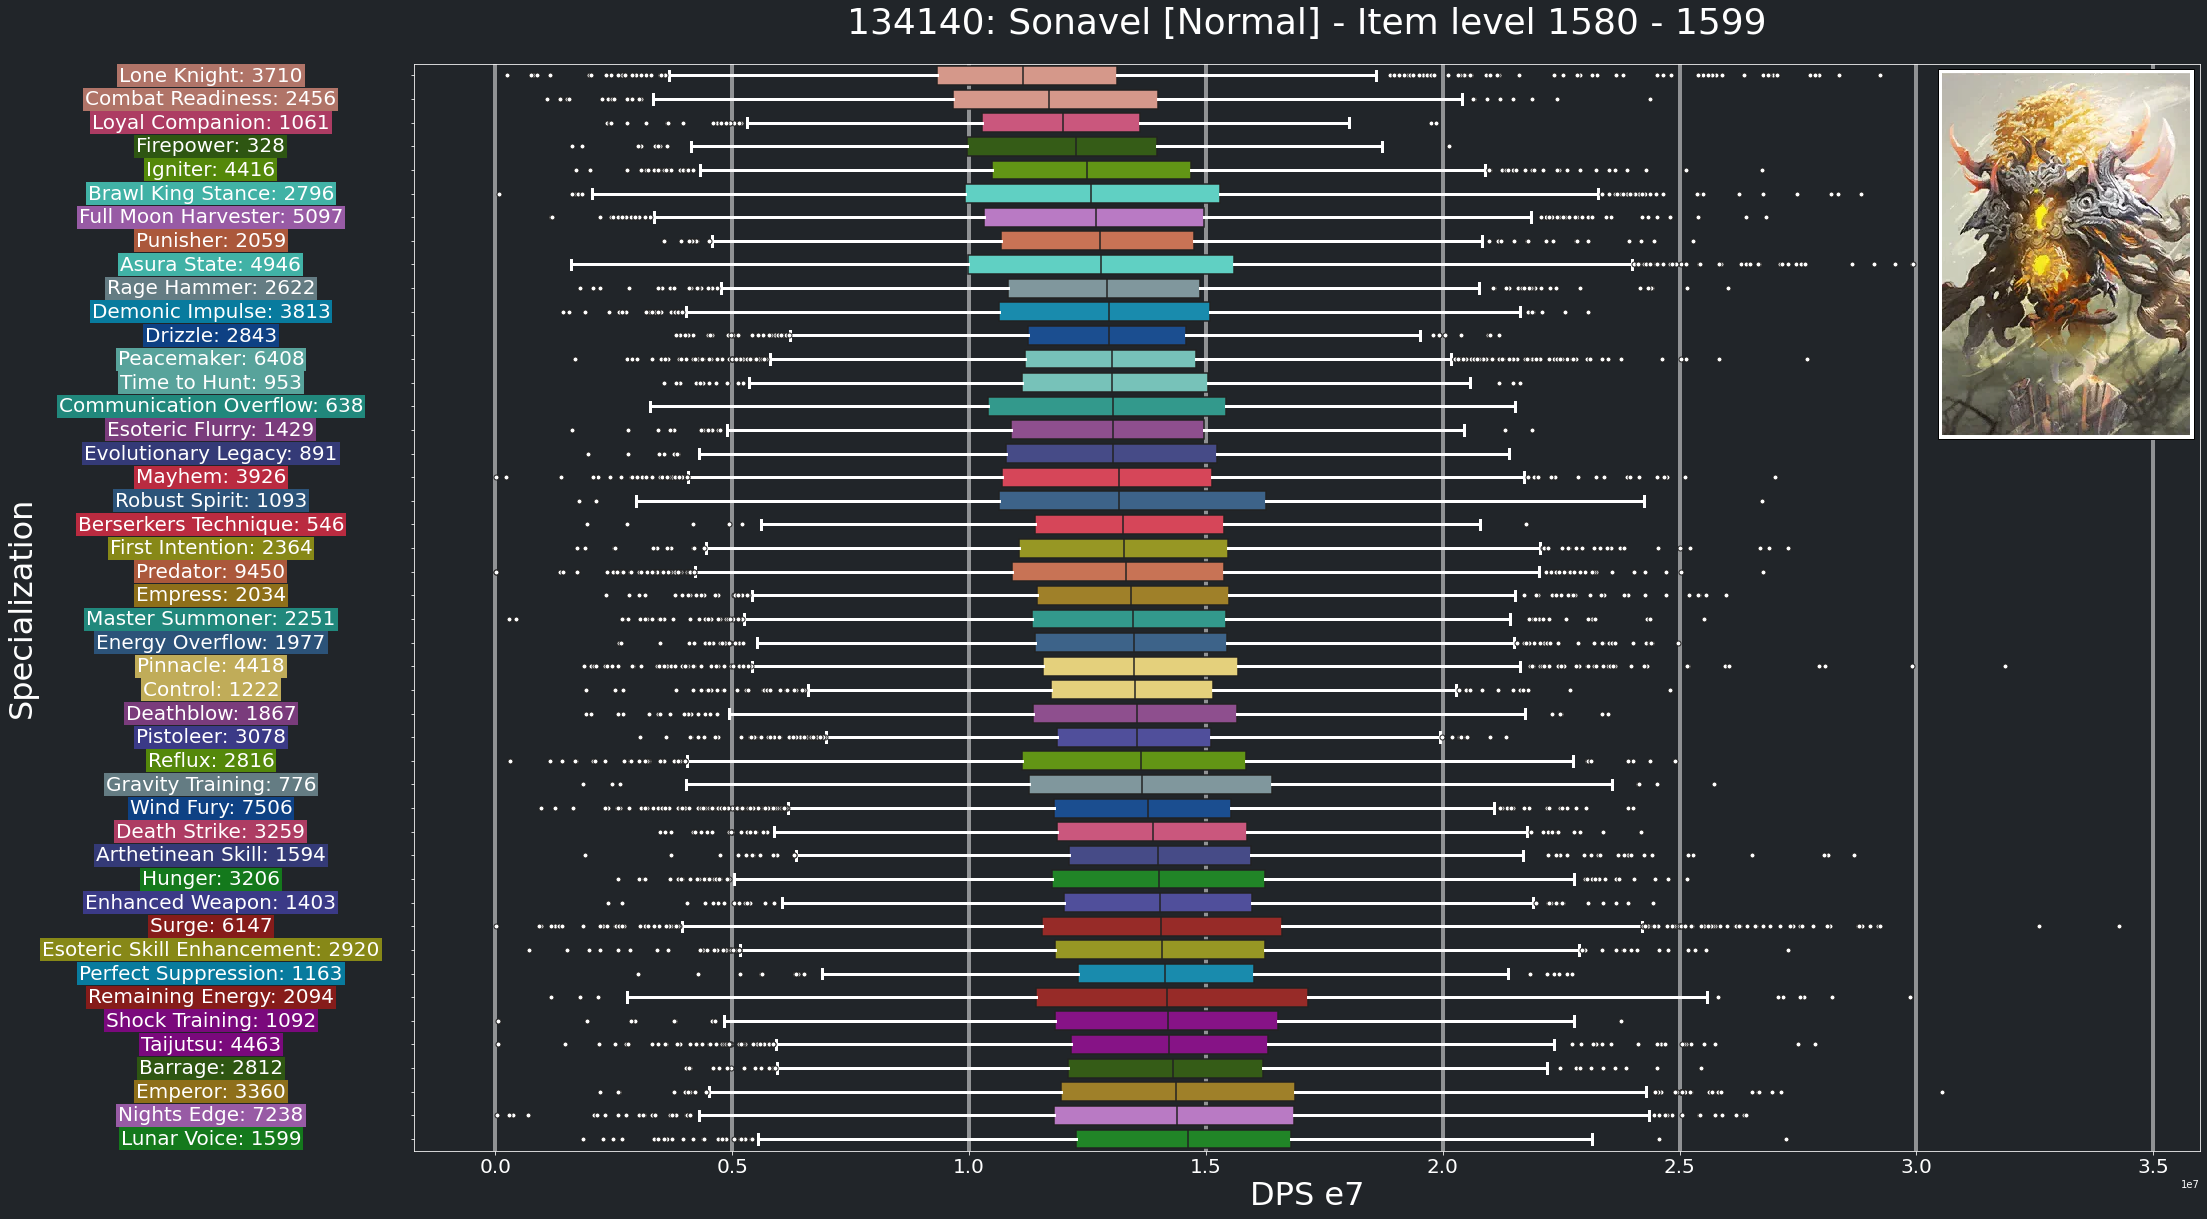 134140: Sonavel [Normal] - Item level 1580 - 1599
Lone Knight: 3710
Combat Readiness: 2456
Loyal Companion: 1061
Firepower: 328
Igniter: 4416
Brawl King Stance: 2796
Full Moon Harvester: 5097
Punisher: 2059
Asura State: 4946
Rage Hammer: 2622
Demonic Impulse: 3813
Drizzle: 2843
Peacemaker: 6408
Time to Hunt: 953
Communication Overflow: 638
Esoteric Flurry: 1429
Evolutionary Legacy: 891
Mayhem: 3926
Robust Spirit: 1093
Berserkers Technique: 546
First Intention: 2364
Predator: 9450
Empress: 2034
Master Summoner: 2251
Energy Overflow: 1977
Pinnacle: 4418
Control: 1222
Deathblow: 1867
Pistoleer: 3078
Reflux: 2816
Gravity Training: 776
Wind Fury: 7506
Death Strike: 3259
Arthetinean Skill: 1594
Hunger: 3206
Enhanced Weapon: 1403
Surge: 6147
Esoteric Skill Enhancement: 2920
Perfect Suppression: 1163
Remaining Energy: 2094
Shock Training: 1092
Taijutsu: 4463
Barrage: 2812
Emperor: 3360
Nights Edge: 7238
Lunar Voice: 1599
Specialization
0.0 0.5 1.0 1.5 2.0 2.5 3.0 3.5
1e7
DPS e7